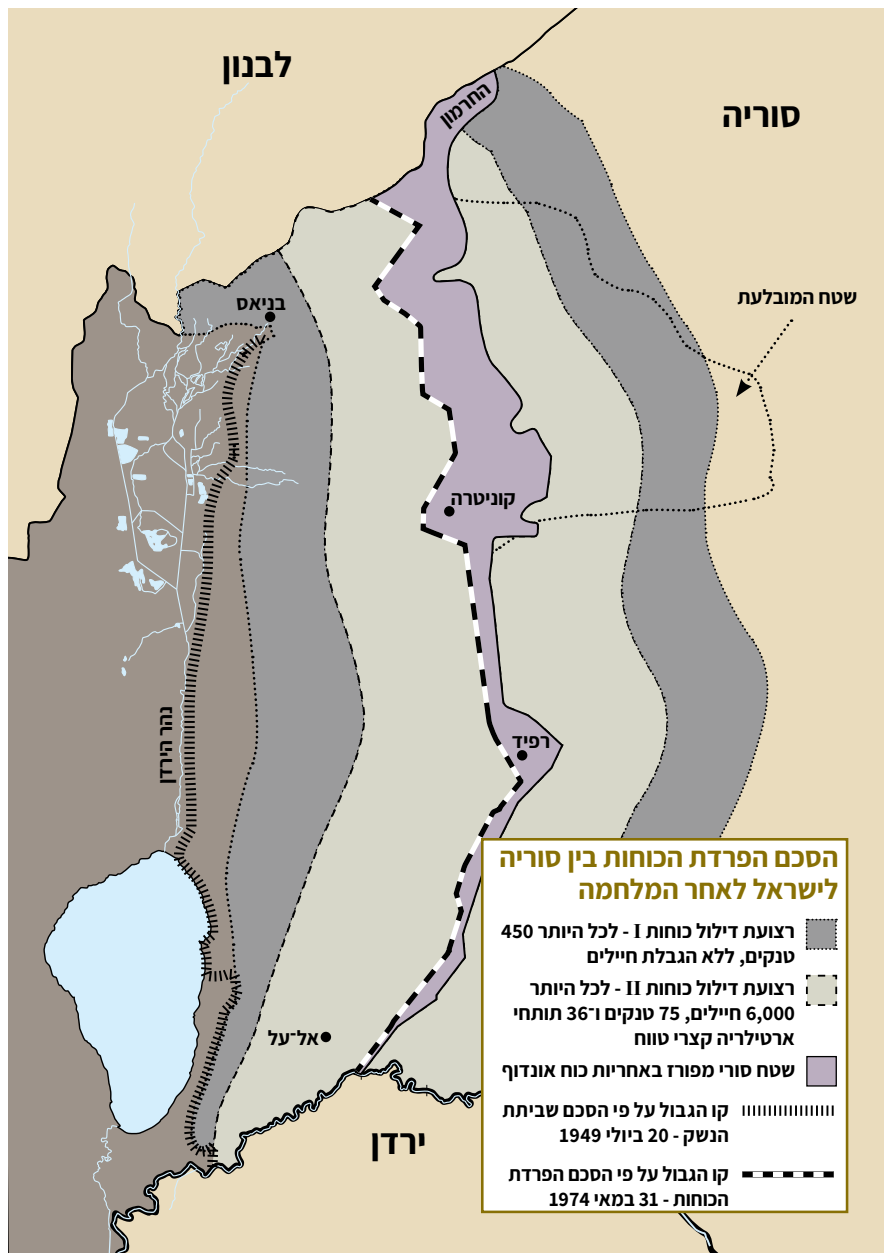 לבנון
סוריה
החרמון
בניאס
שטח המובלעת
קוניטרה
נהר הירדן
רפיד
אל־על
ירדן
הסכם הפרדת הכוחות בין סוריה
לישראל לאחר המלחמה
רצועת דילול כוחות I - לכל היותר 450
טנקים, ללא הגבלת חיילים
רצועת דילול כוחות II - לכל היותר
6,000 חיילים, 75 טנקים ו־36 תותחי
ארטילריה קצרי טווח
שטח סורי מפורז באחריות כוח אונדוף
קו הגבול על פי הסכם שביתת
הנשק - 20 ביולי 1949
קו הגבול על פי הסכם הפרדת
הכוחות - 31 במאי 1974